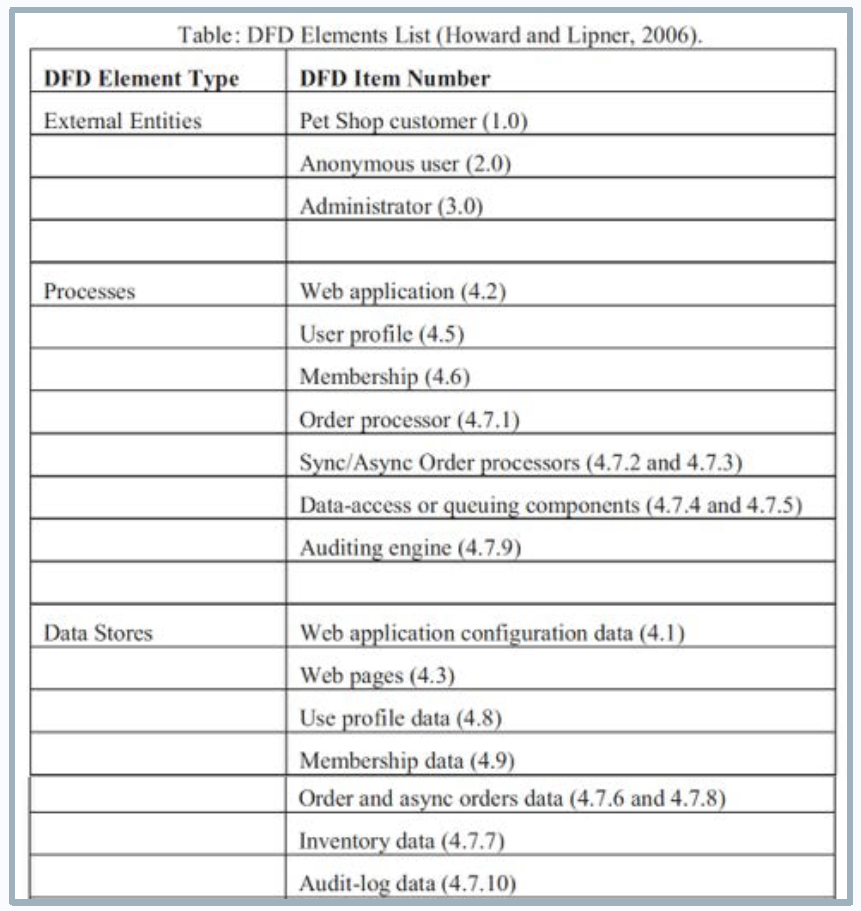 Table: DFD Elements List (Howard and Lipner, 2006).
DFD Element Type DFD Item Number
External Entities Pet Shop customer (1.0)
Anonymous user (2.0)
Administrator (3.0)
Processes Web application (4.2)
User profile (4.5)
Membership (4.6)
Order processor (4.7.1)
Sync/Async Order processors (4.7.2 and 4.7.3)
Data-access or queuing components (4.7.4 and 4.7.5)
Auditing engine (4.7.9)
Data Stores Web application configuration data (4.1)
Web pages (4.3)
Use profile data (4.8)
Membership data (4.9)
Order and async orders data (4.7.6 and 4.7.8)
Inventory data (4.7.7)
Audit-log data (4.7.10)